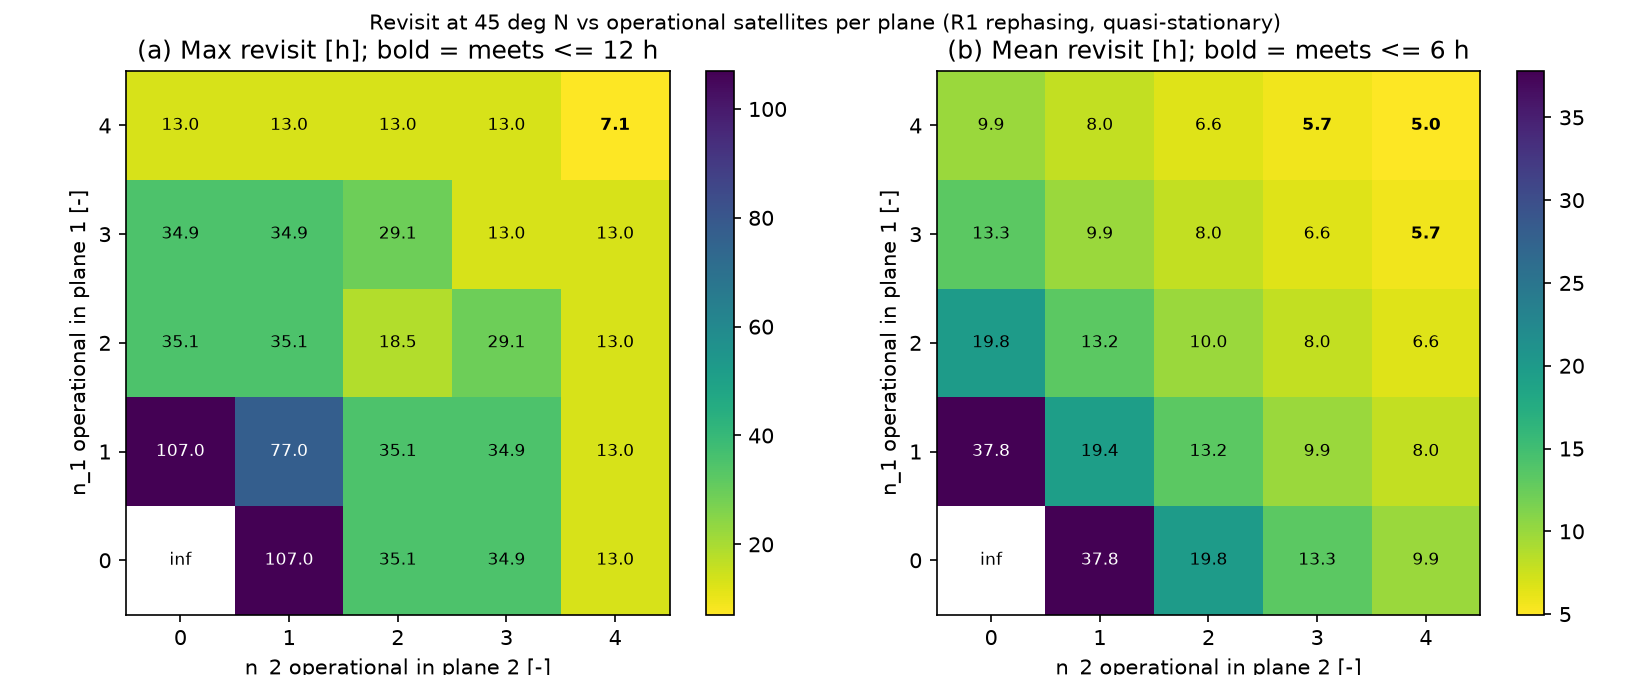 Revisit at 45 deg N vs operational satellites per plane (R1 rephasing, quasi-stationary)
(a) Max revisit [h]; bold = meets <= 12 h
n_1 operational in plane 1 [-]
4 13.0 13.0 13.0 13.0 7.1
3 34.9 34.9 29.1 13.0 13.0
2 35.1 35.1 18.5 29.1 13.0
1 107.0 77.0 35.1 34.9 13.0
0 inf 107.0 35.1 34.9 13.0
0 1 2 3 4
n_2 operational in plane 2 [-]
100
80
60
40
20
(b) Mean revisit [h]; bold = meets <= 6 h
n_1 operational in plane 1 [-]
4 9.9 8.0 6.6 5.7 5.0
3 13.3 9.9 8.0 6.6 5.7
2 19.8 13.2 10.0 8.0 6.6
1 37.8 19.4 13.2 9.9 8.0
0 inf 37.8 19.8 13.3 9.9
0 1 2 3 4
n_2 operational in plane 2 [-]
35
30
25
20
15
10
5